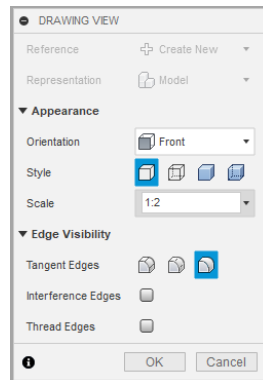 DRAWING VIEW
Reference Create New
Representation Model
Appearance
Orientation Front
Style
Scale 1:2
Edge Visibility
Tangent Edges
Interference Edges
Thread Edges
OK Cancel